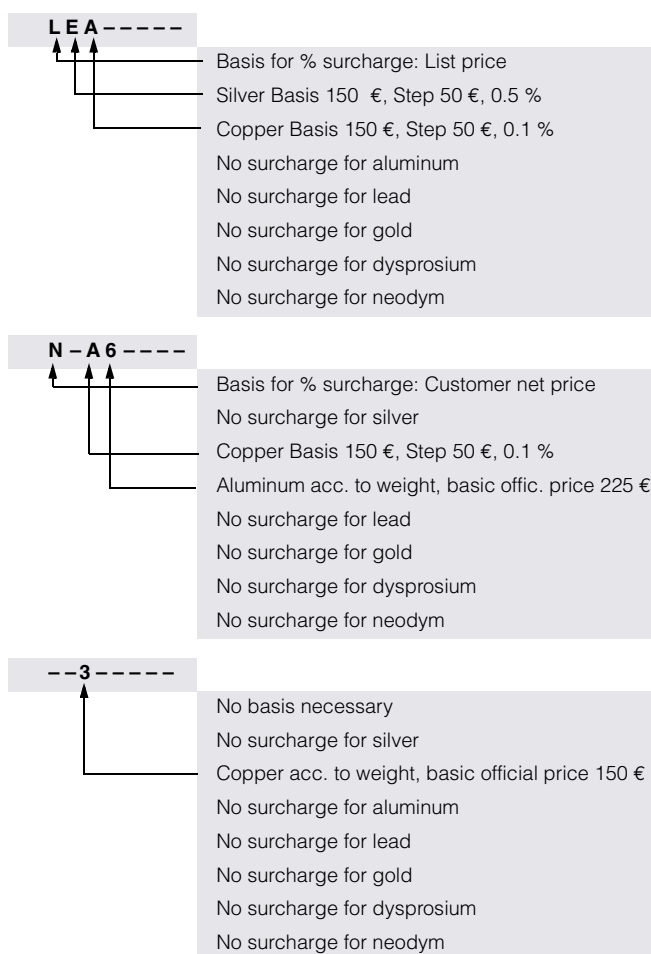 L E A – – – – –
Basis for % surcharge: List price
Silver Basis 150 €, Step 50 €, 0.5 %
Copper Basis 150 €, Step 50 €, 0.1 %
No surcharge for aluminum
No surcharge for lead
No surcharge for gold
No surcharge for dysprosium
No surcharge for neodym
N – A 6 – – – –
Basis for % surcharge: Customer net price
No surcharge for silver
Copper Basis 150 €, Step 50 €, 0.1 %
Aluminum acc. to weight, basic offic. price 225 €
No surcharge for lead
No surcharge for gold
No surcharge for dysprosium
No surcharge for neodym
– – 3 – – – – –
No basis necessary
No surcharge for silver
Copper acc. to weight, basic official price 150 €
No surcharge for aluminum
No surcharge for lead
No surcharge for gold
No surcharge for dysprosium
No surcharge for neodym